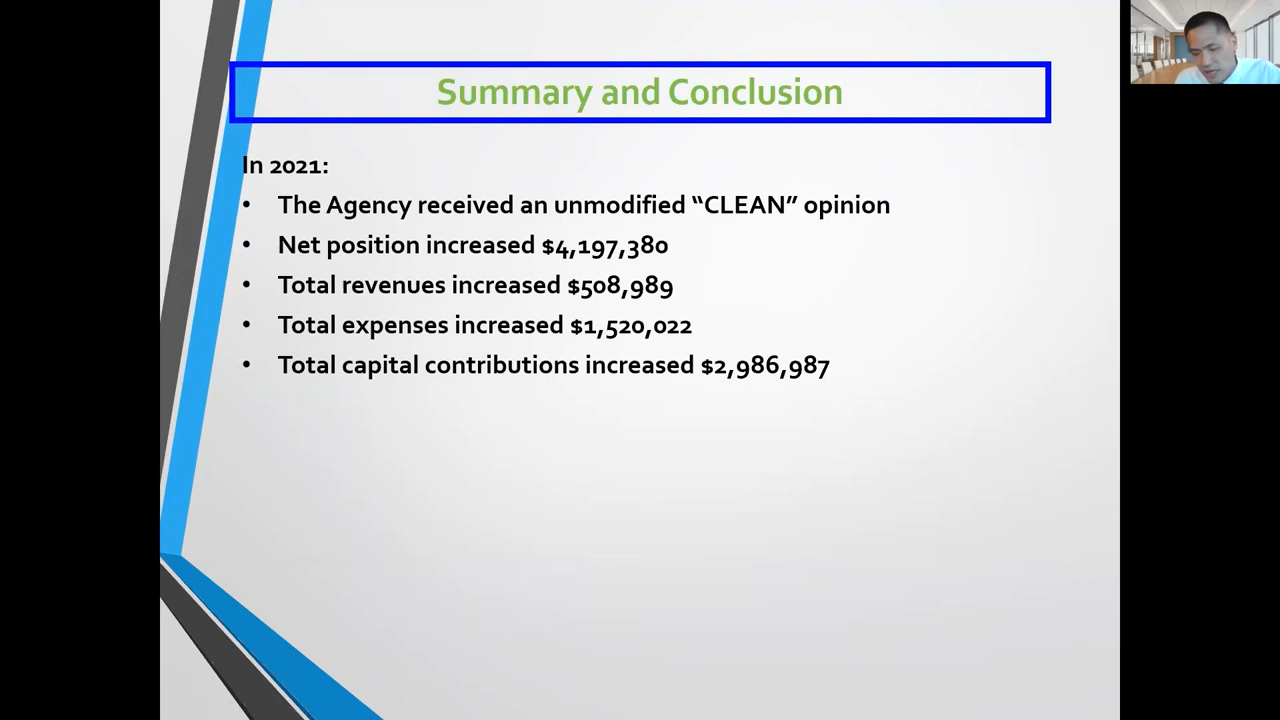 Summary and Conclusion
In 2021:
• The Agency received an unmodified “CLEAN” opinion
• Net position increased $4,197,380
• Total revenues increased $508,989
• Total expenses increased $1,520,022
• Total capital contributions increased $2,986,987